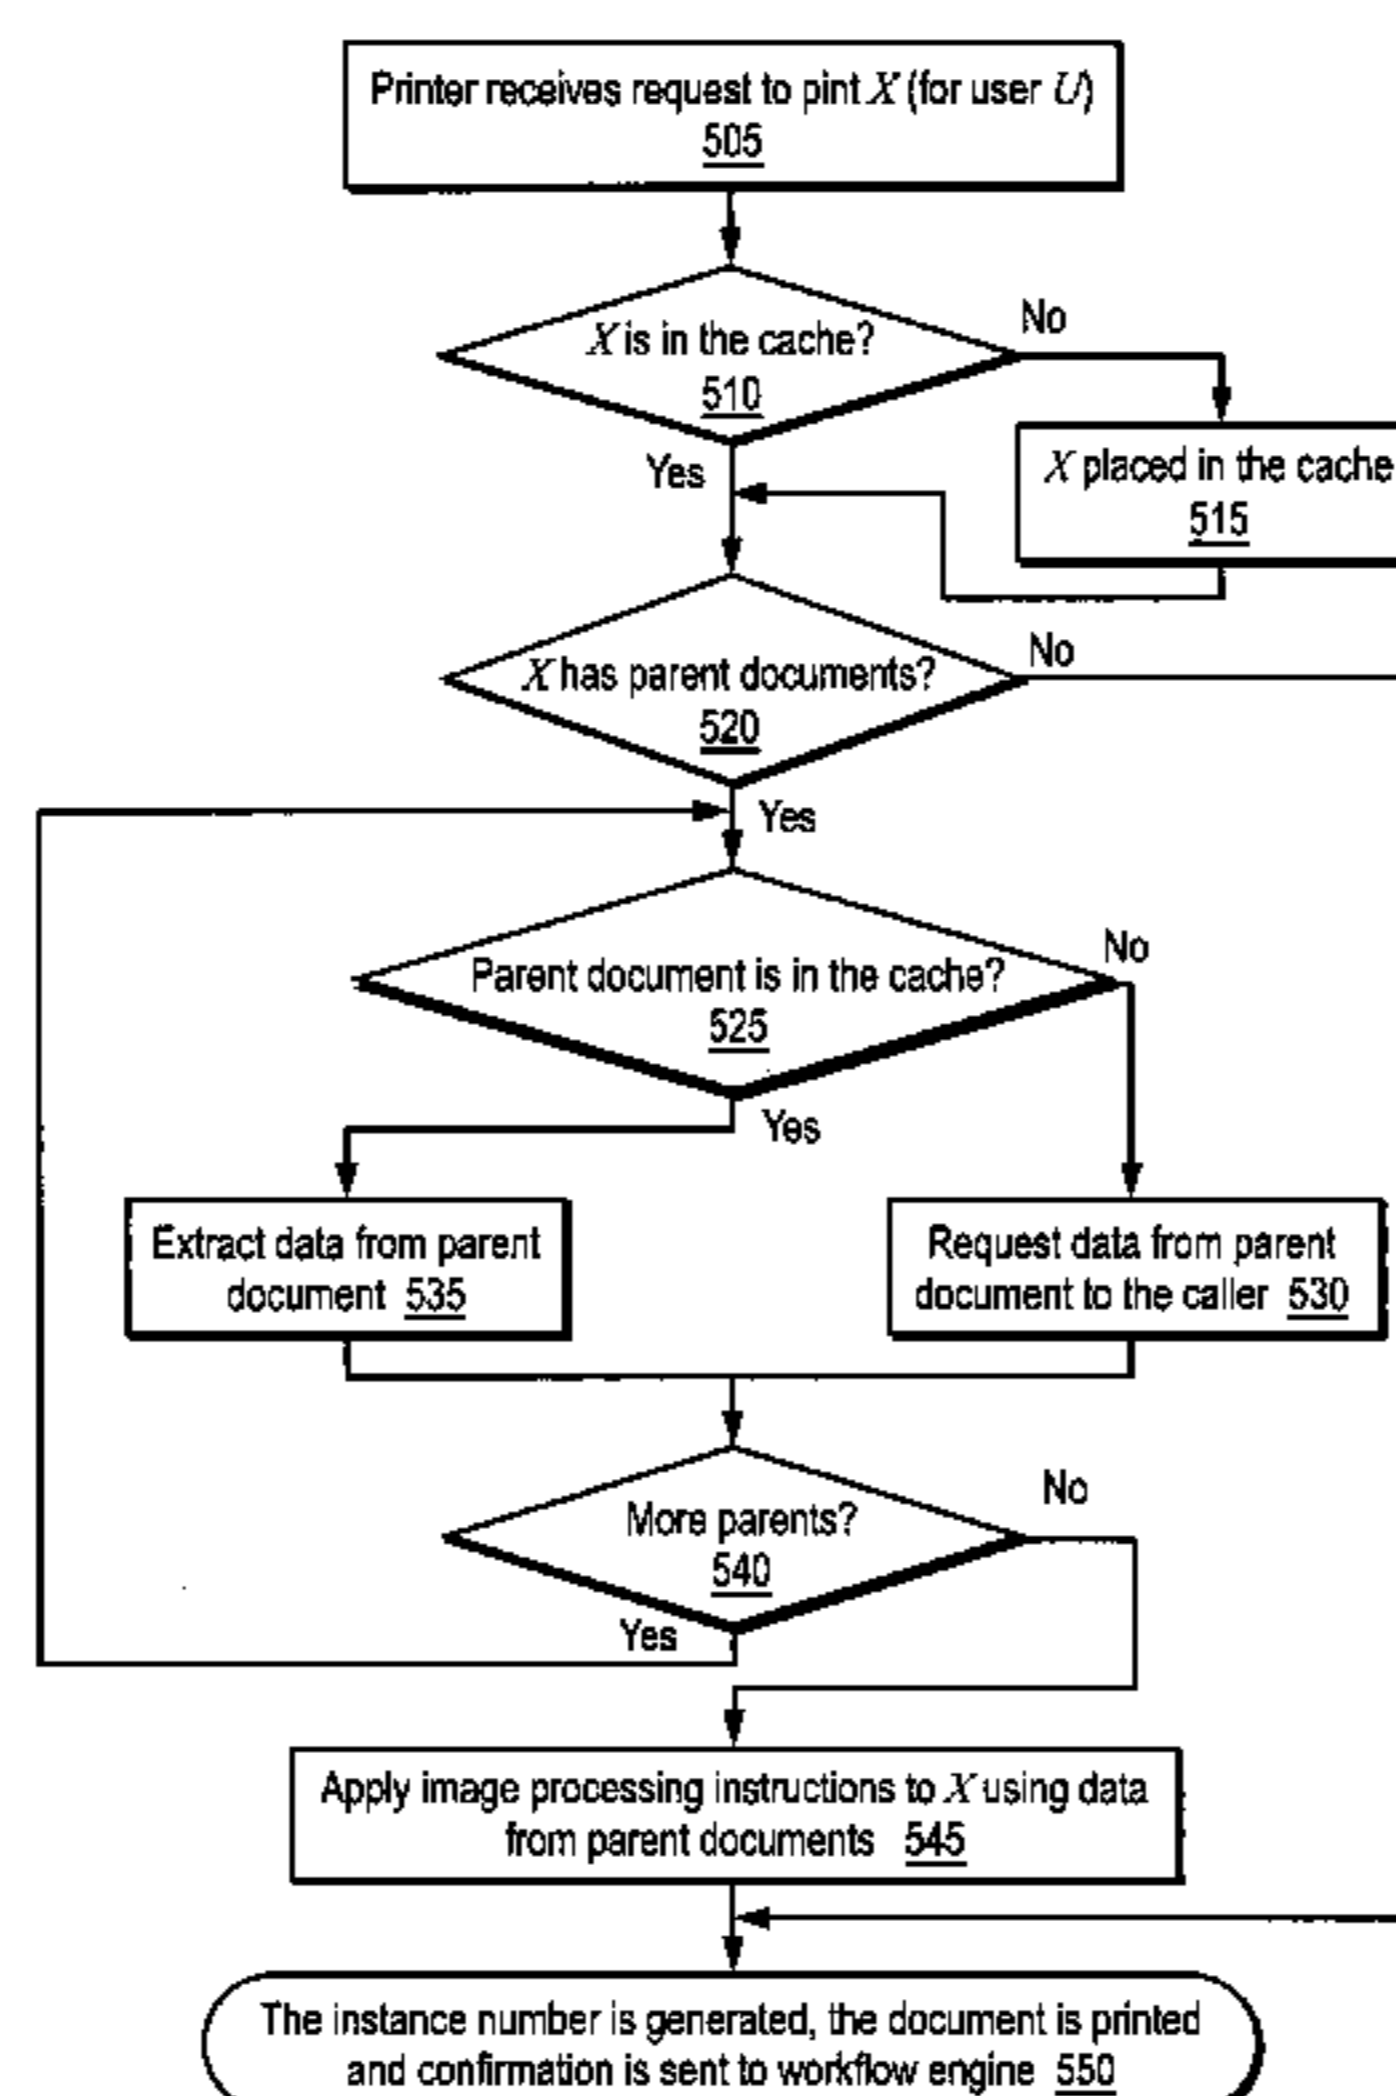 Printer receives request to pint X (for user U)
505
X is in the cache?
510
No
Yes
X placed in the cache
515
X has parent documents?
520
No
Yes
Parent document is in the cache?
525
No
Yes
Extract data from parent
document 535
Request data from parent
document to the caller 530
More parents?
540
No
Yes
Apply image processing instructions to X using data
from parent documents 545
The instance number is generated, the document is printed
and confirmation is sent to workflow engine 550